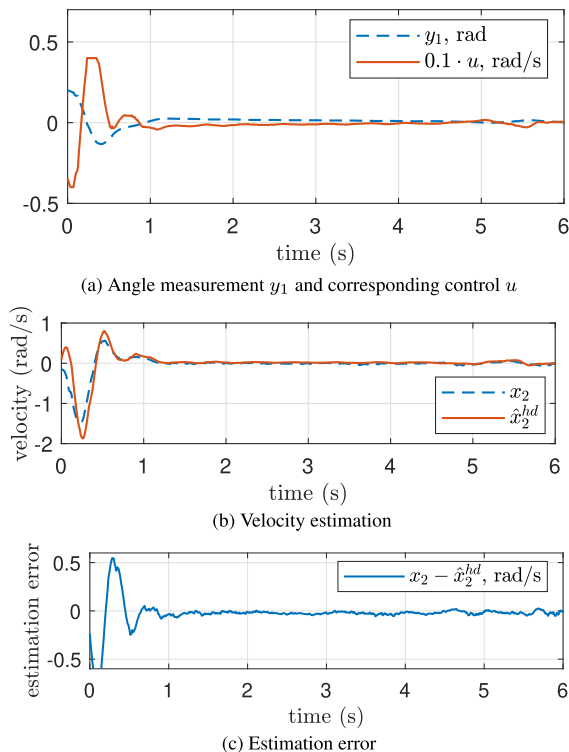 0.5
0
-0.5
y₁, rad
0.1 · u, rad/s
0 1 2 3 4 5 6
time (s)
(a) Angle measurement y₁ and corresponding control u
velocity (rad/s)
1
0
-1
-2
x₂
x̂₂ʰᵈ
0 1 2 3 4 5 6
time (s)
(b) Velocity estimation
estimation error
0.5
0
-0.5
x₂ − x̂₂ʰᵈ, rad/s
0 1 2 3 4 5 6
time (s)
(c) Estimation error